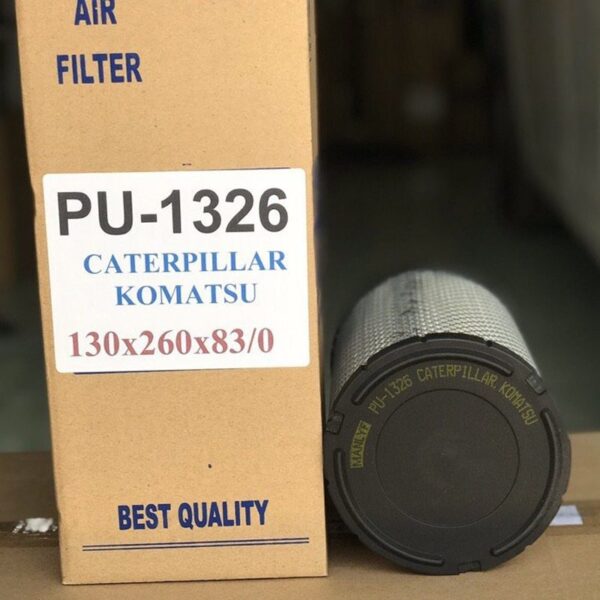 AIR
FILTER
PU-1326
CATERPILLAR
KOMATSU
130x260x83/0
BEST QUALITY
PU-1326 CATERPILLAR, KOMATSU